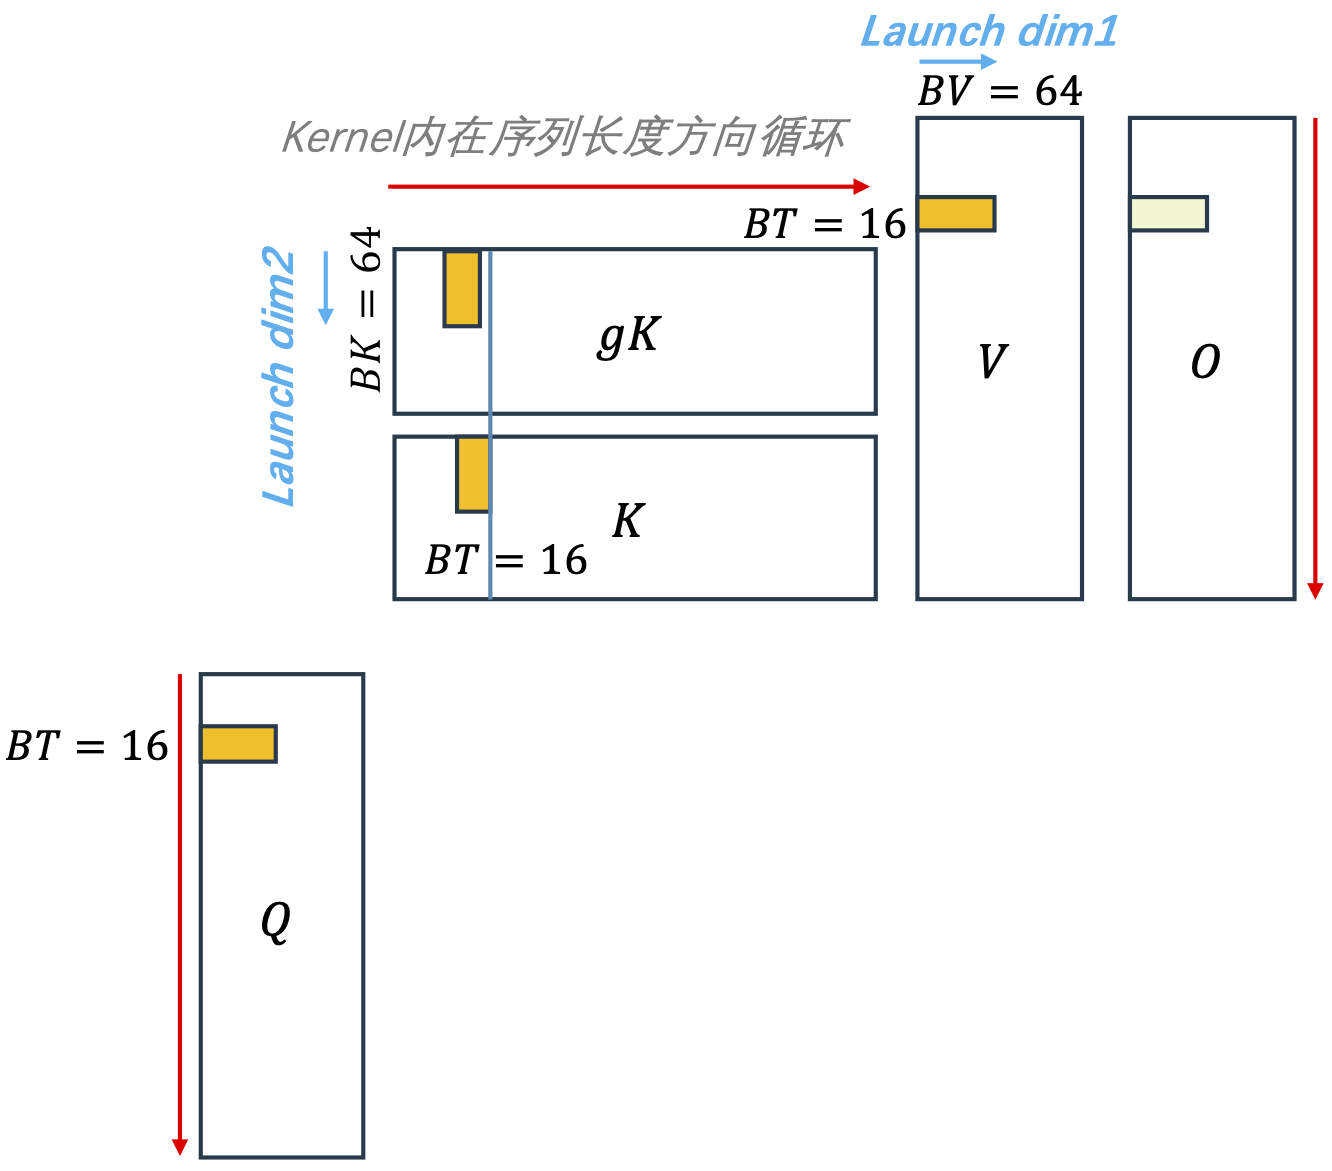 Launch dim1
BV = 64
Kernel内在序列长度方向循环
BT = 16
Launch dim2
BK = 64
gK
V
O
K
BT = 16
BT = 16
Q